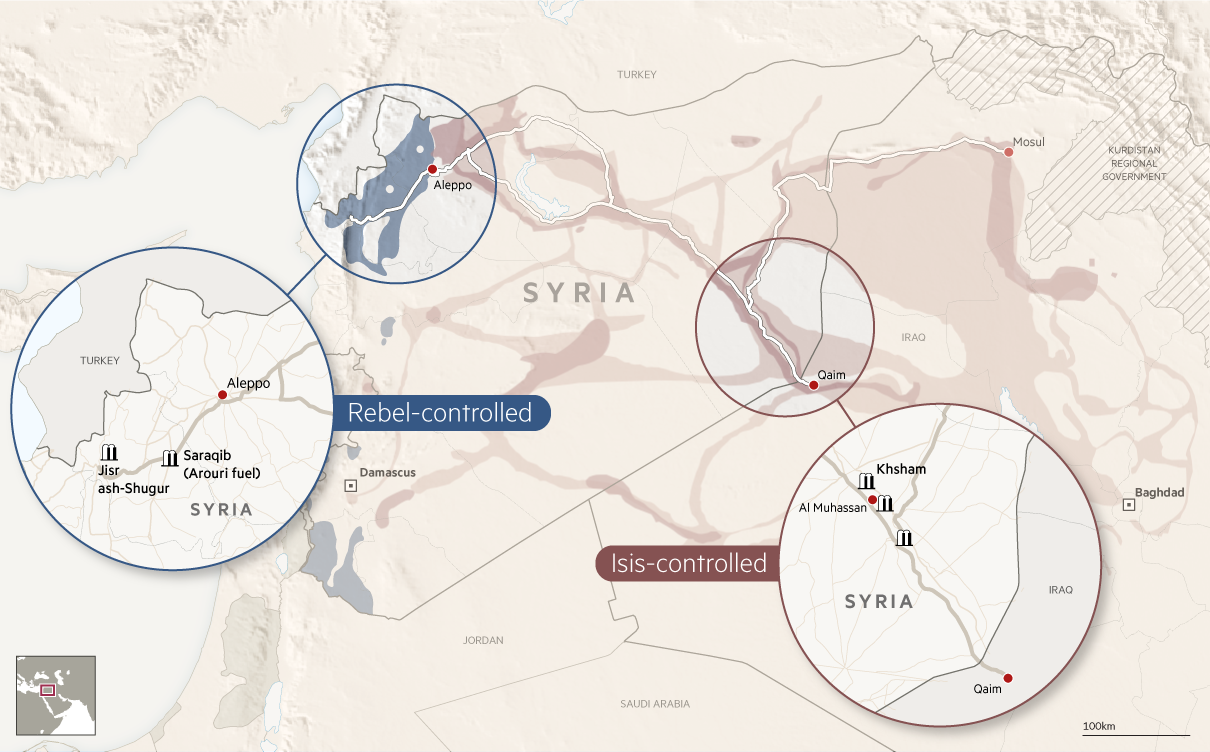 TURKEY
Mosul
KURDISTAN
REGIONAL
GOVERNMENT
Aleppo
SYRIA
IRAQ
Qaim
TURKEY
Aleppo
Rebel-controlled
Jisr
ash-Shugur
Saraqib
(Arouri fuel)
SYRIA
Damascus
Baghdad
Khsham
Al Muhassan
Isis-controlled
SYRIA
IRAQ
Qaim
JORDAN
SAUDI ARABIA
100km